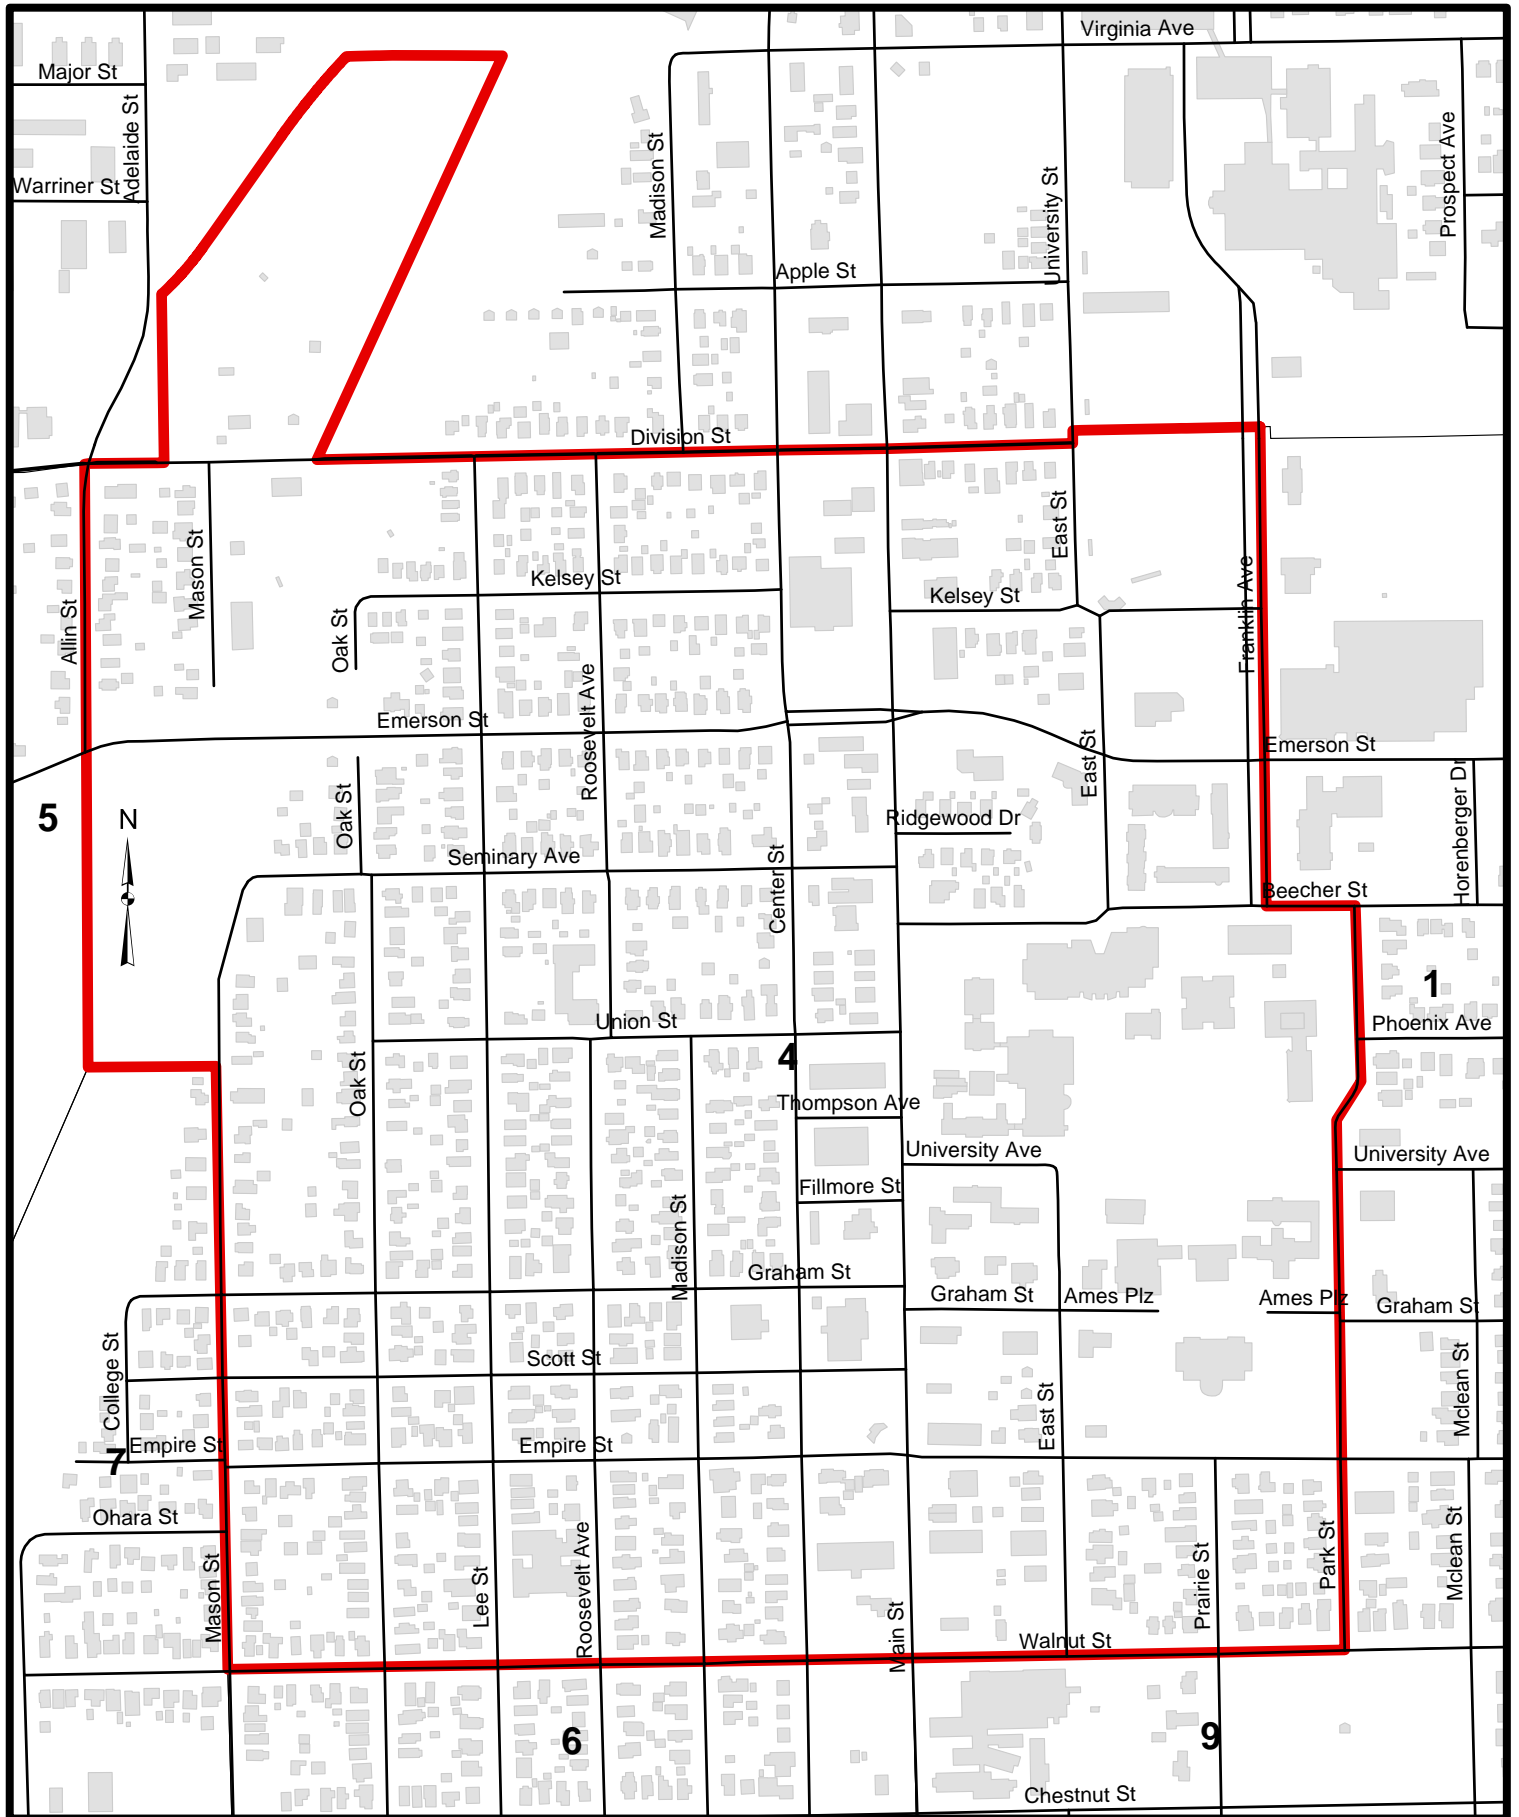 Virginia Ave
Major St
Adelaide St
Warriner St
Madison St
University St
Prospect Ave
Apple St
Division St
Allin St
Mason St
Oak St
Kelsey St
Roosevelt Ave
East St
Kelsey St
Franklin Ave
Emerson St
East St
Emerson St
5
N
Oak St
Seminary Ave
Center St
Ridgewood Dr
Beecher St
Horenberger Dr
1
Union St
Phoenix Ave
4
Oak St
Thompson Ave
University Ave
University Ave
Fillmore St
Madison St
Graham St
Graham St
Ames Plz
Ames Plz
Graham St
College St
Scott St
East St
Mclean St
Empire St
Empire St
7
Ohara St
Mason St
Lee St
Roosevelt Ave
Main St
Prairie St
Park St
Mclean St
Walnut St
6
9
Chestnut St